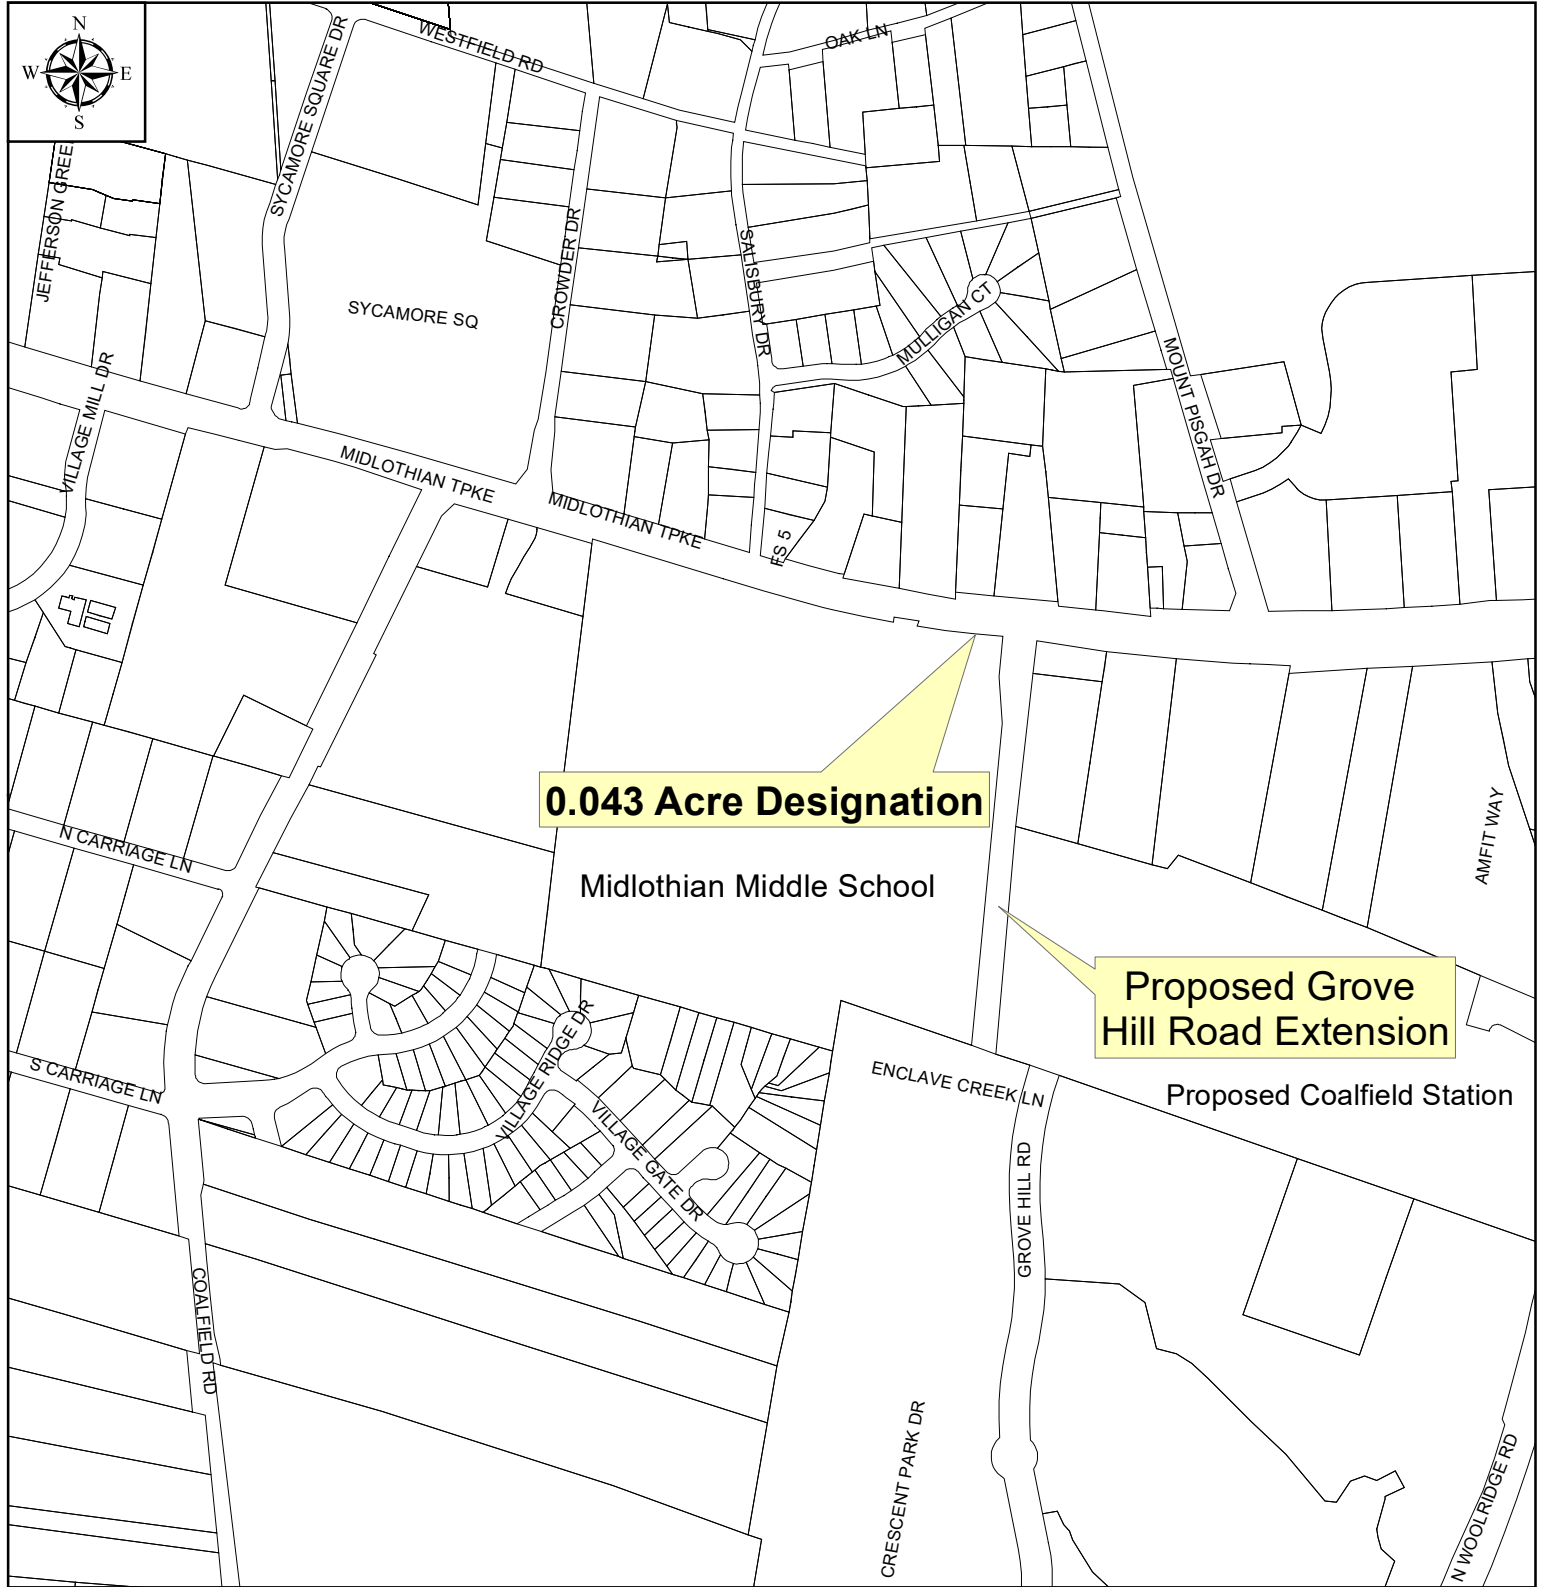 N
W E
S
WESTFIELD RD
OAK LN
SYCAMORE SQUARE DR
JEFFERSON GREE
CROWDER DR
SALISBURY DR
SYCAMORE SQ
MULLIGAN CT
MOUNT PISGAH DR
VILLAGE MILL DR
MIDLOTHIAN TPKE
MIDLOTHIAN TPKE
FS 5
0.043 Acre Designation
N CARRIAGE LN
AMFIT WAY
Midlothian Middle School
Proposed Grove
Hill Road Extension
VILLAGE RIDGE DR
S CARRIAGE LN
ENCLAVE CREEK LN
Proposed Coalfield Station
VILLAGE GATE DR
GROVE HILL RD
COALFIELD RD
CRESCENT PARK DR
N WOOLRIDGE RD